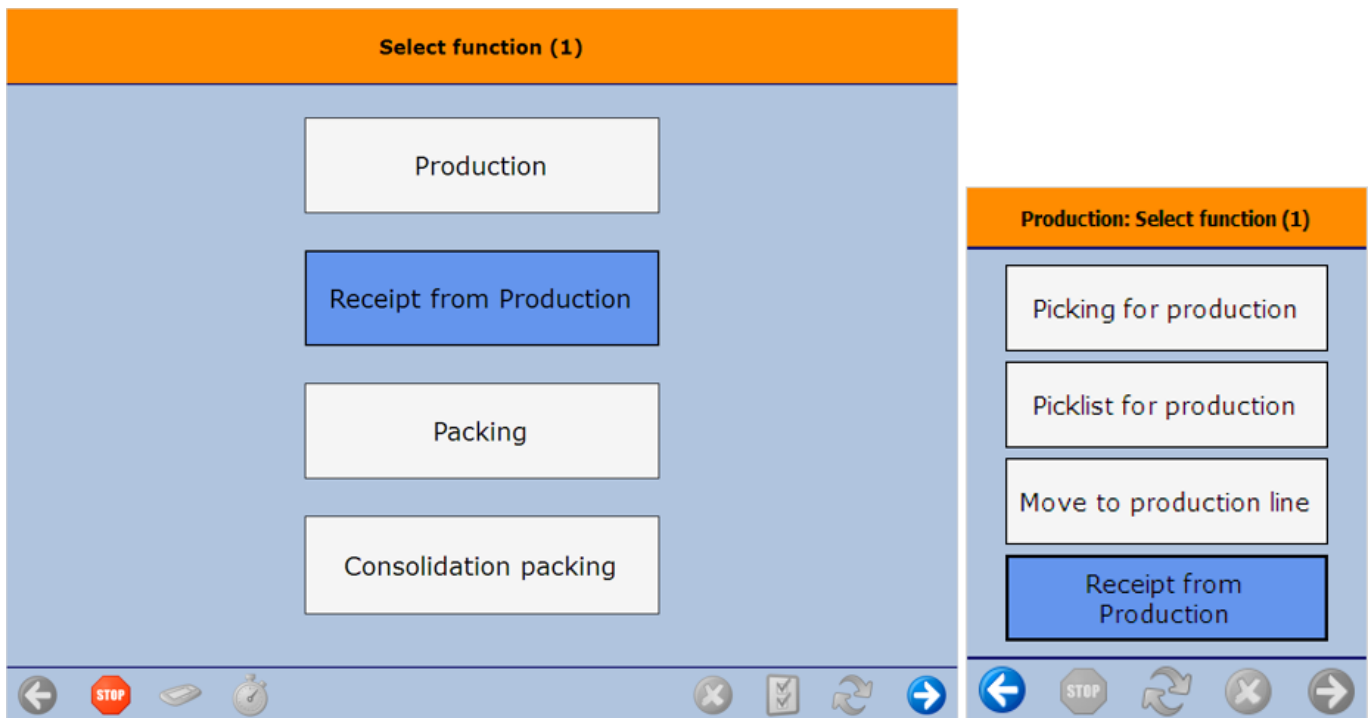 Select function (1)
Production
Receipt from Production
Packing
Consolidation packing
STOP
Production: Select function (1)
Picking for production
Picklist for production
Move to production line
Receipt from
Production
STOP